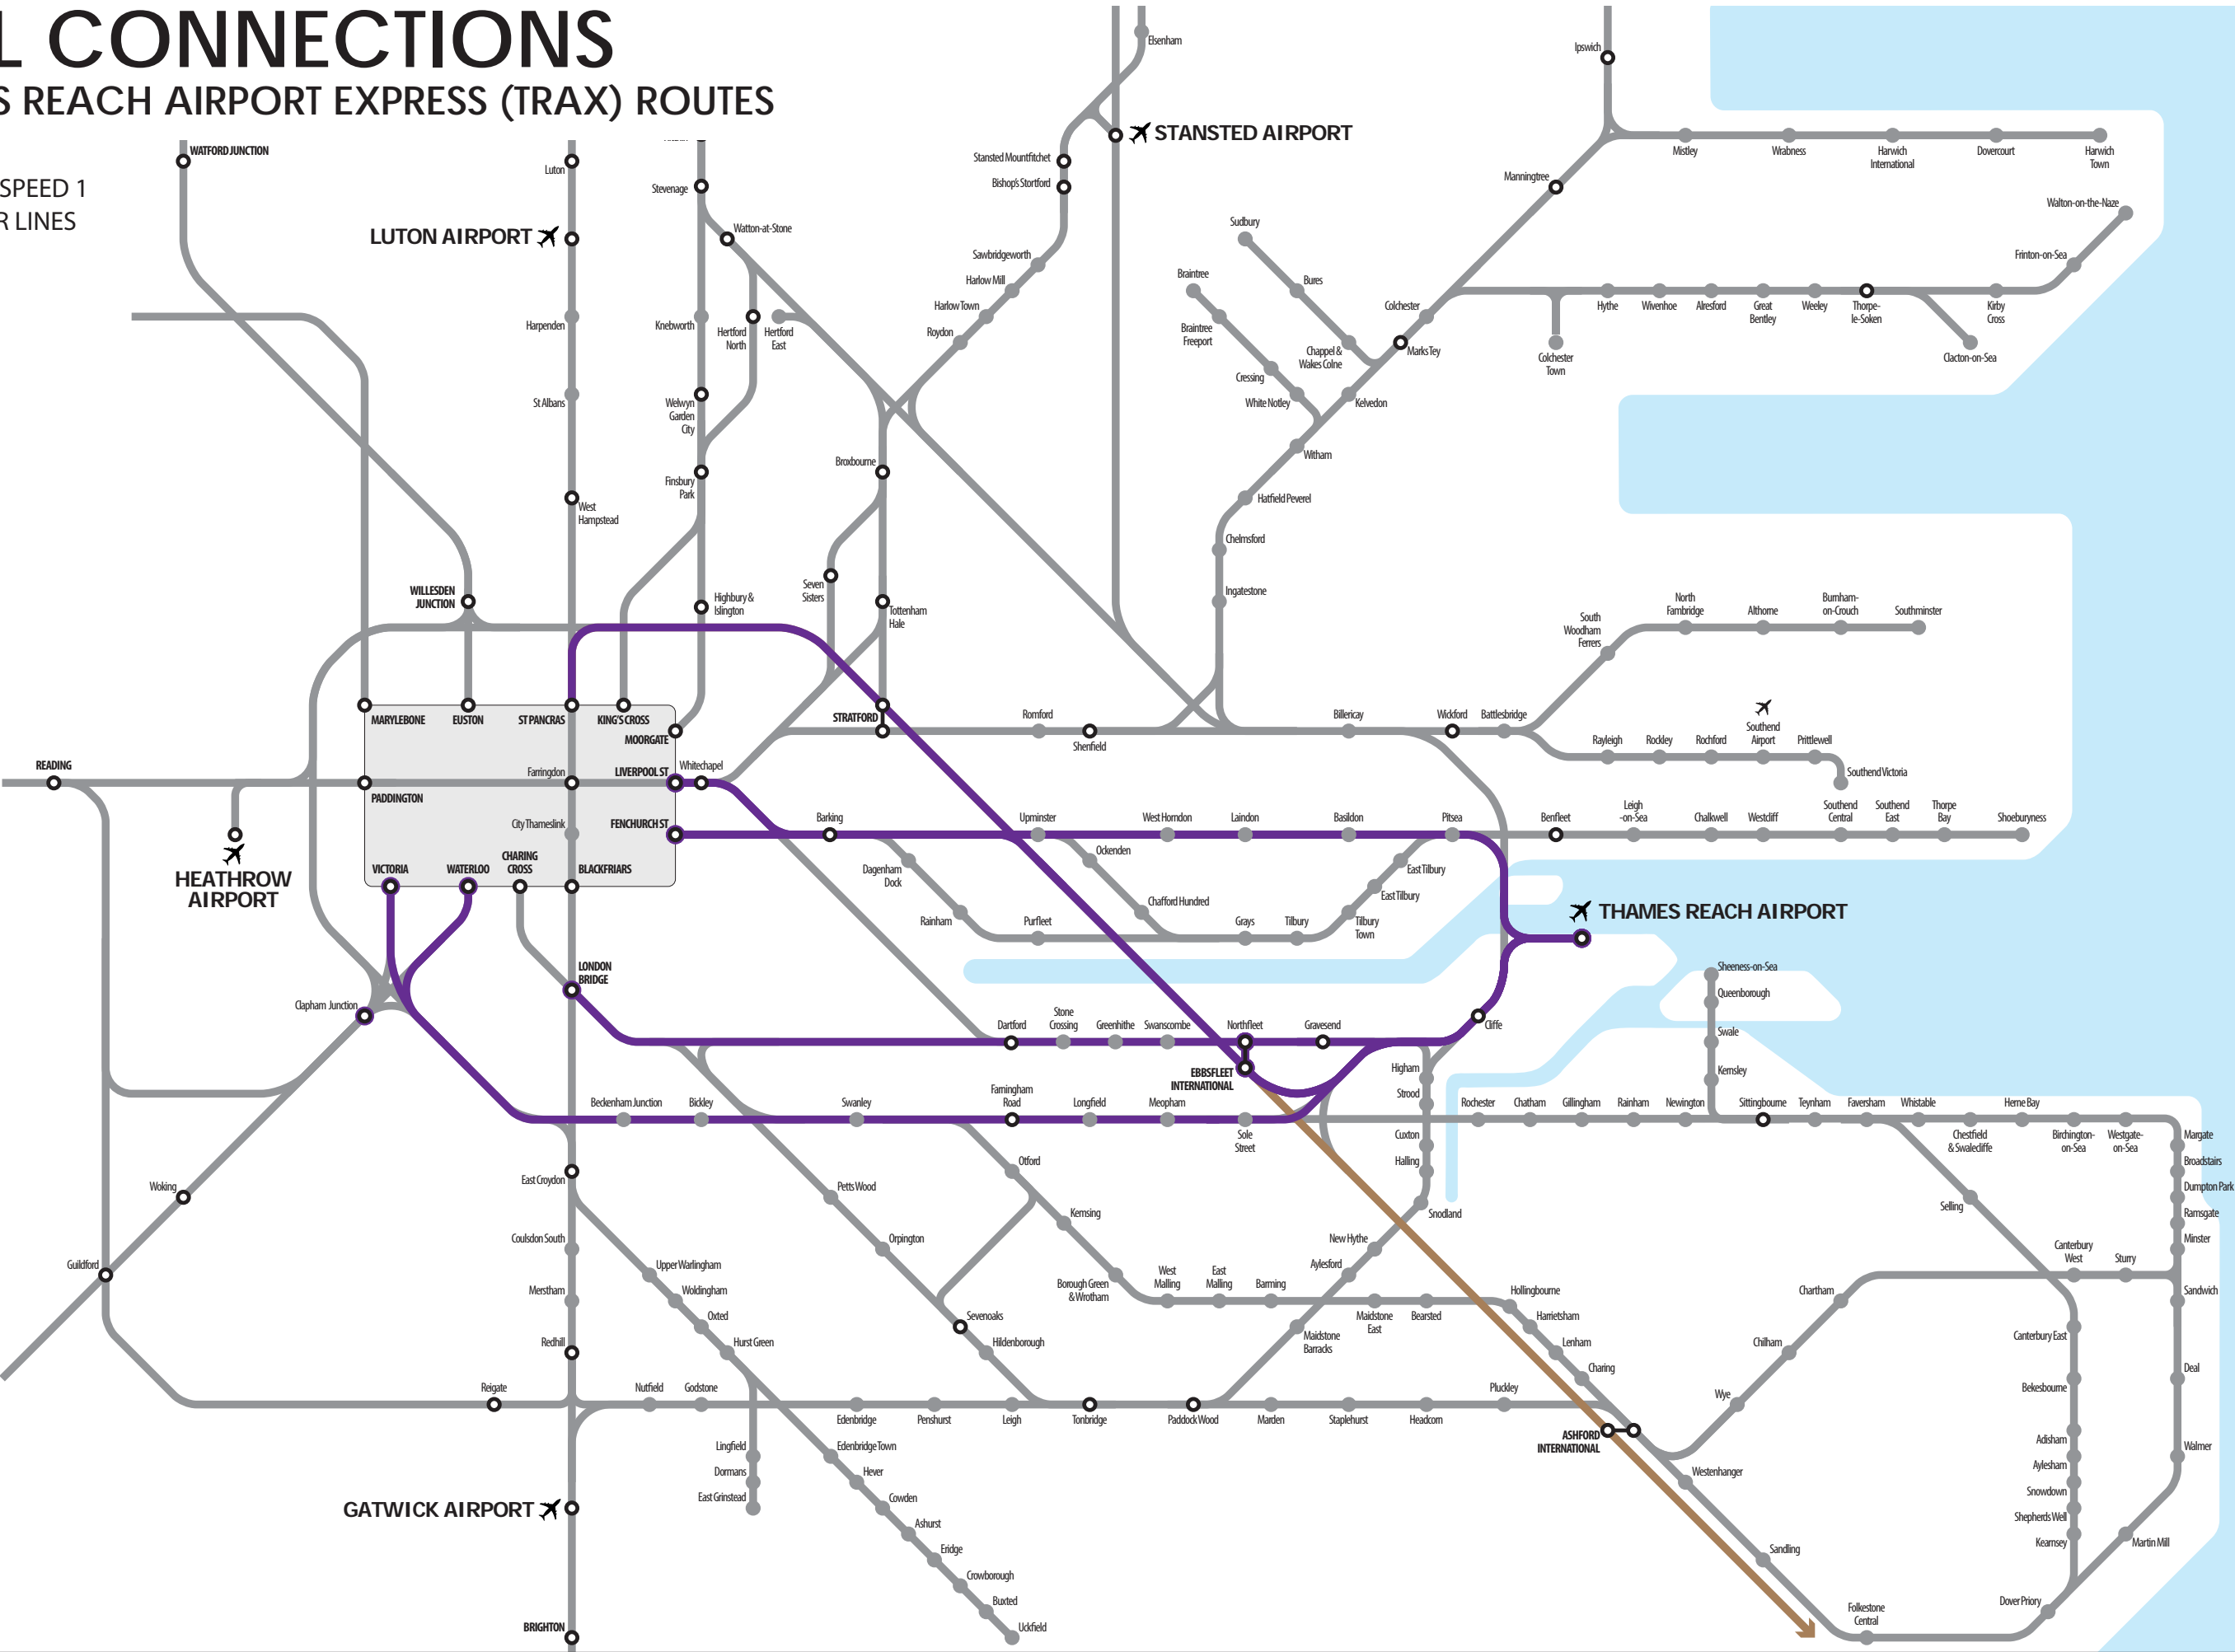 L CONNECTIONS
S REACH AIRPORT EXPRESS (TRAX) ROUTES
SPEED 1
R LINES
WATFORD JUNCTION
Luton
LUTON AIRPORT
Harpenden
St Albans
West
Hampstead
Stevenage
Watton-at-Stone
Knebworth
Hertford
North
Hertford
East
Welwyn
Garden
City
Finsbury
Park
Highbury &
Islington
Elsenham
STANSTED AIRPORT
Stansted Mountfitchet
Bishop's Stortford
Sawbridgeworth
Harlow Mill
Harlow Town
Roydon
Broxbourne
Seven
Sisters
Tottenham
Hale
Ipswich
Mistley
Wrabness
Harwich
International
Dovercourt
Harwich
Town
Manningtree
Walton-on-the-Naze
Frinton-on-Sea
Sudbury
Bures
Chappel &
Wakes Colne
Braintree
Braintree
Freeport
Cressing
White Notley
Colchester
Marks Tey
Kelvedon
Witham
Hatfield Peverel
Chelmsford
Ingatestone
Colchester
Town
Hythe
Wivenhoe
Alresford
Great
Bentley
Weeley
Thorpe-
le-Soken
Kirby
Cross
Clacton-on-Sea
WILLESDEN
JUNCTION
MARYLEBONE
EUSTON
ST PANCRAS
KING'S CROSS
MOORGATE
STRATFORD
Romford
Shenfield
Billericay
Wickford
Battlesbridge
South
Woodham
Ferrers
North
Fambridge
Althorne
Burnham-
on-Crouch
Southminster
Rayleigh
Rockley
Rochford
Southend
Airport
Prittlewell
Southend Victoria
READING
PADDINGTON
Farringdon
LIVERPOOL ST
Whitechapel
HEATHROW
AIRPORT
City Thameslink
FENCHURCH ST
Barking
Upminster
West Horndon
Laindon
Basildon
Pitsea
Benfleet
Leigh
-on-Sea
Chalkwell
Westcliff
Southend
Central
Southend
East
Thorpe
Bay
Shoeburyness
Dagenham
Dock
Rainham
Purfleet
Ockenden
Chafford Hundred
Grays
Tilbury
Tilbury
Town
East Tilbury
East Tilbury
VICTORIA
WATERLOO
CHARING
CROSS
BLACKFRIARS
THAMES REACH AIRPORT
LONDON
BRIDGE
Clapham Junction
Dartford
Stone
Crossing
Greenhithe
Swanscombe
Northfleet
Gravesend
Cliffe
EBBSFLEET
INTERNATIONAL
Higham
Strood
Sheeness-on-Sea
Queenborough
Swale
Kemsley
Beckenham Junction
Bickley
Swanley
Farningham
Road
Longfield
Meopham
Sole
Street
Rochester
Chatham
Gillingham
Rainham
Newington
Sittingbourne
Teynham
Faversham
Whistable
Chestfield
& Swalecliffe
Herne Bay
Birchington-
on-Sea
Westgate-
on-Sea
Margate
Broadstairs
Dumpton Park
Ramsgate
Minster
Sandwich
Deal
Walmer
Martin Mill
Cuxton
Halling
Snodland
New Hythe
Aylesford
Maidstone
Barracks
Woking
Guildford
East Croydon
Coulsdon South
Merstham
Redhill
Reigate
Upper Warlingham
Woldingham
Oxted
Hurst Green
Petts Wood
Orpington
Sevenoaks
Hildenborough
Otford
Kemsing
Borough Green
& Wrotham
West
Malling
East
Malling
Barming
Maidstone
East
Bearsted
Hollingbourne
Harrietsham
Lenham
Charing
Nutfield
Godstone
Edenbridge
Penshurst
Leigh
Tonbridge
Paddock Wood
Marden
Staplehurst
Headcorn
Pluckley
ASHFORD
INTERNATIONAL
Selling
Canterbury
West
Sturry
Chartham
Chilham
Wye
Canterbury East
Bekesbourne
Adisham
Aylesham
Snowdown
Shepherds Well
Kearnsey
Westenhanger
Sandling
Folkestone
Central
Dover Priory
Lingfield
Dormans
East Grinstead
Edenbridge Town
Hever
Cowden
Ashurst
Eridge
Crowborough
Buxted
Uckfield
GATWICK AIRPORT
BRIGHTON